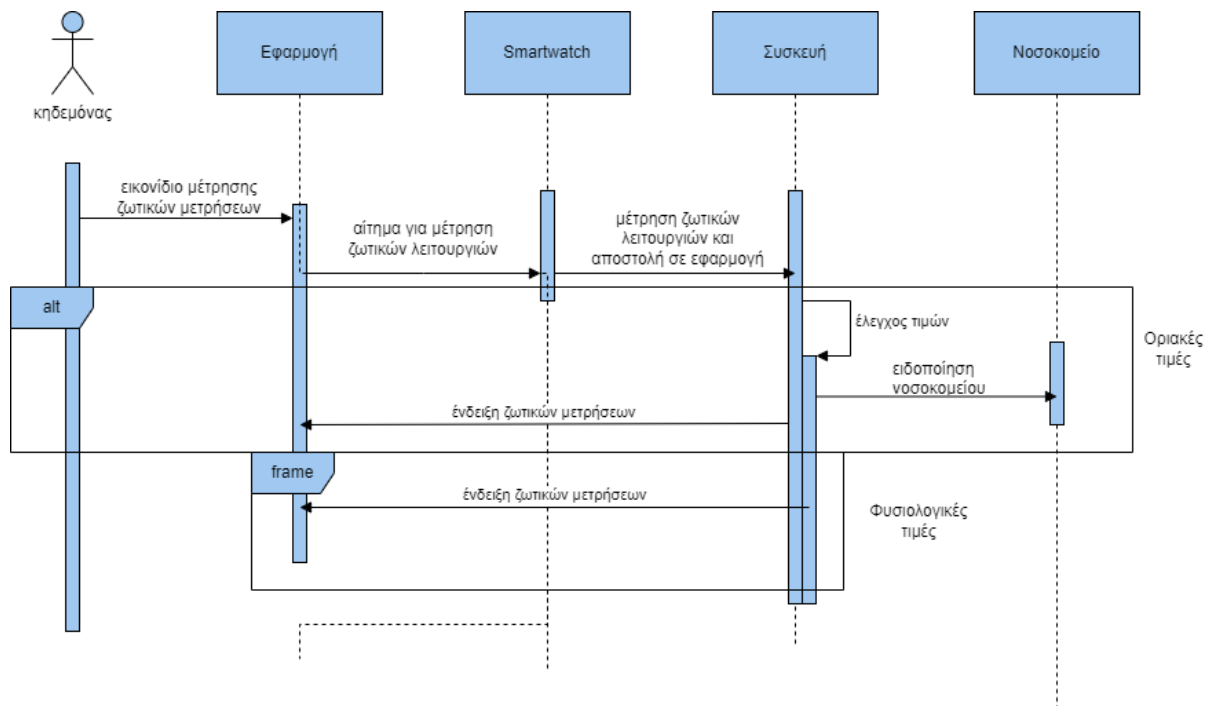 κηδεμόνας
Εφαρμογή
Smartwatch
Συσκευή
Νοσοκομείο
εικονίδιο μέτρησης
ζωτικών μετρήσεων
αίτημα για μέτρηση
ζωτικών λειτουργιών
μέτρηση ζωτικών
λειτουργιών και
αποστολή σε εφαρμογή
alt
έλεγχος τιμών
Οριακές
τιμές
ειδοποίηση
νοσοκομείου
ένδειξη ζωτικών μετρήσεων
frame
ένδειξη ζωτικών μετρήσεων
Φυσιολογικές
τιμές